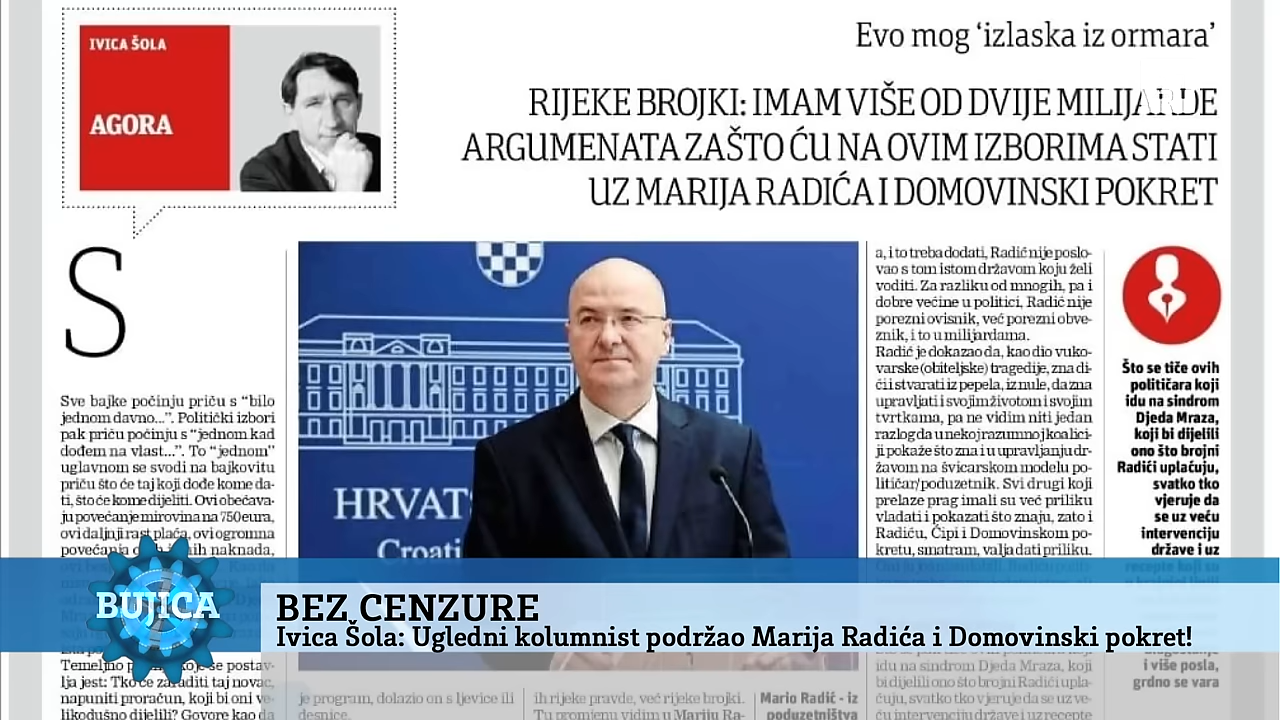 IVICA ŠOLA
AGORA
Evo mog ‘izlaska iz ormara’
RIJEKE BROJKI: IMAM VIŠE OD DVIJE MILIJARDE
ARGUMENATA ZAŠTO ĆU NA OVIM IZBORIMA STATI
UZ MARIJA RADIĆA I DOMOVINSKI POKRET
S
Sve bajke počinju priču s “bilo
jednom davno...”. Politički izbori
pak priču počinju s “jednom kad
dođem na vlast...”. To “jednom”
uglavnom se svodi na bajkovitu
priču što će taj koji dođe kome da-
ti, što će kome dijeliti. Ovi obećava-
ju povećanje mirovina na 750 eura,
ovi daljnji rast plaća, ovi ogromna
povećanja nih naknada,
Temeljno je se postav-
lja jest: Tko će zaraditi taj novac,
napuniti proračun, koji bi oni ve-
likodušno dijelili? Govore kao da
HRVATS
Croati
je program, dolazio on s ljevice ili
desnice.
ih rijeke pravde, već rijeke brojki.
Tu promjenu vidim u Mariju Ra-
Mario Radić - iz
poduzetništva
a, i to treba dodati, Radić nije poslo-
vao s tom istom državom koju želi
voditi. Za razliku od mnogih, pa i
dobre većine u politici, Radić nije
porezni ovisnik, već porezni obve-
znik, i to u milijardama.
Radić je dokazao da, kao dio vuko-
varske (obiteljske) tragedije, zna di-
ći i stvarati iz pepela, iz nule, da zna
upravljati i svojim životom i svojim
tvrtkama, pa ne vidim niti jedan
razlog da u nekoj razumnoj koalici-
ji pokaže što zna i u upravljanju dr-
žavom na švicarskom modelu po-
litičar/poduzetnik. Svi drugi koji
prelaze prag imali su već priliku
vladati i pokazati što znaju, zato i
Radiću, Čipi i Domovinskom po-
kretu, smatram, valja dati priliku.
idu na sindrom Djeda Mraza, koji
bi dijelili ono što brojni Radići upla-
ćuju, svatko tko vjeruje da se uz ve-
ću intervenciju države i uz recepte
Što se tiče ovih
političara koji
idu na sindrom
Djeda Mraza,
koji bi dijelili
ono što brojni
Radići uplaćuju,
svatko tko
vjeruje da
se uz veću
intervenciju
države i uz
recepte koji su
i više posla,
grdno se vara
BUJICA
BEZ CENZURE
Ivica Šola: Ugledni kolumnist podržao Marija Radića i Domovinski pokret!